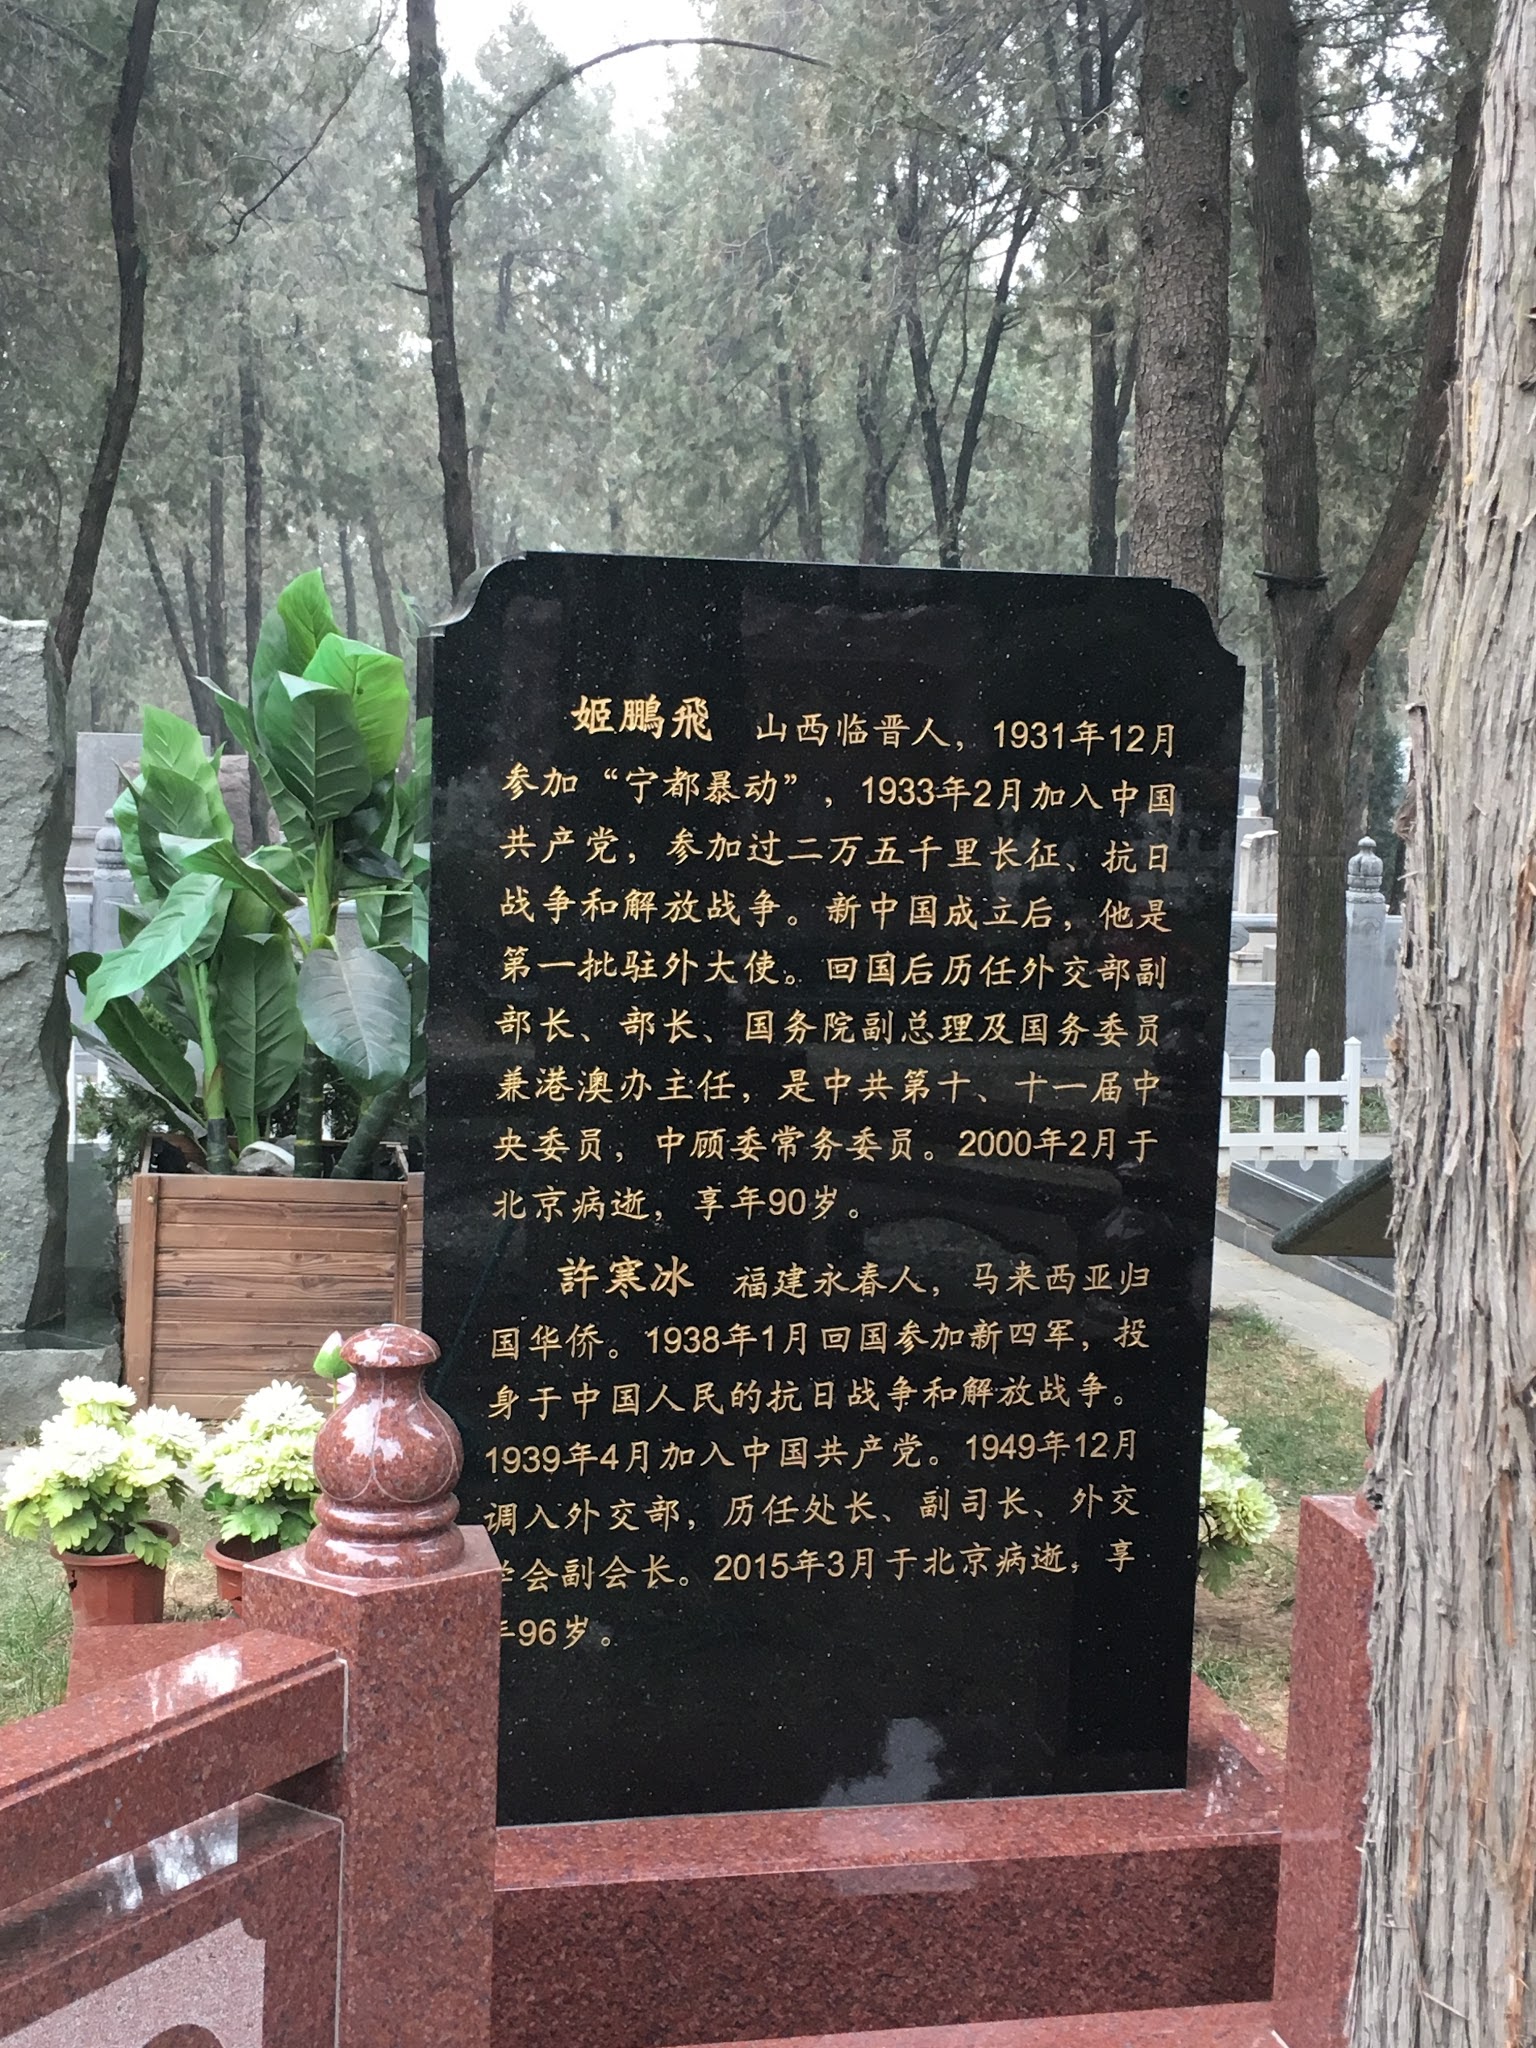 姬鵬飛 山西临晋人，1931年12月
参加“宁都暴动”，1933年2月加入中国
共产党，参加过二万五千里长征、抗日
战争和解放战争。新中国成立后，他是
第一批驻外大使。回国后历任外交部副
部长、部长、国务院副总理及国务委员
兼港澳办主任，是中共第十、十一届中
央委员，中顾委常务委员。2000年2月于
北京病逝，享年90岁。
許寒冰 福建永春人，马来西亚归
国华侨。1938年1月回国参加新四军，投
身于中国人民的抗日战争和解放战争。
1939年4月加入中国共产党。1949年12月
调入外交部，历任处长、副司长、外交
学会副会长。2015年3月于北京病逝，享
年96岁。